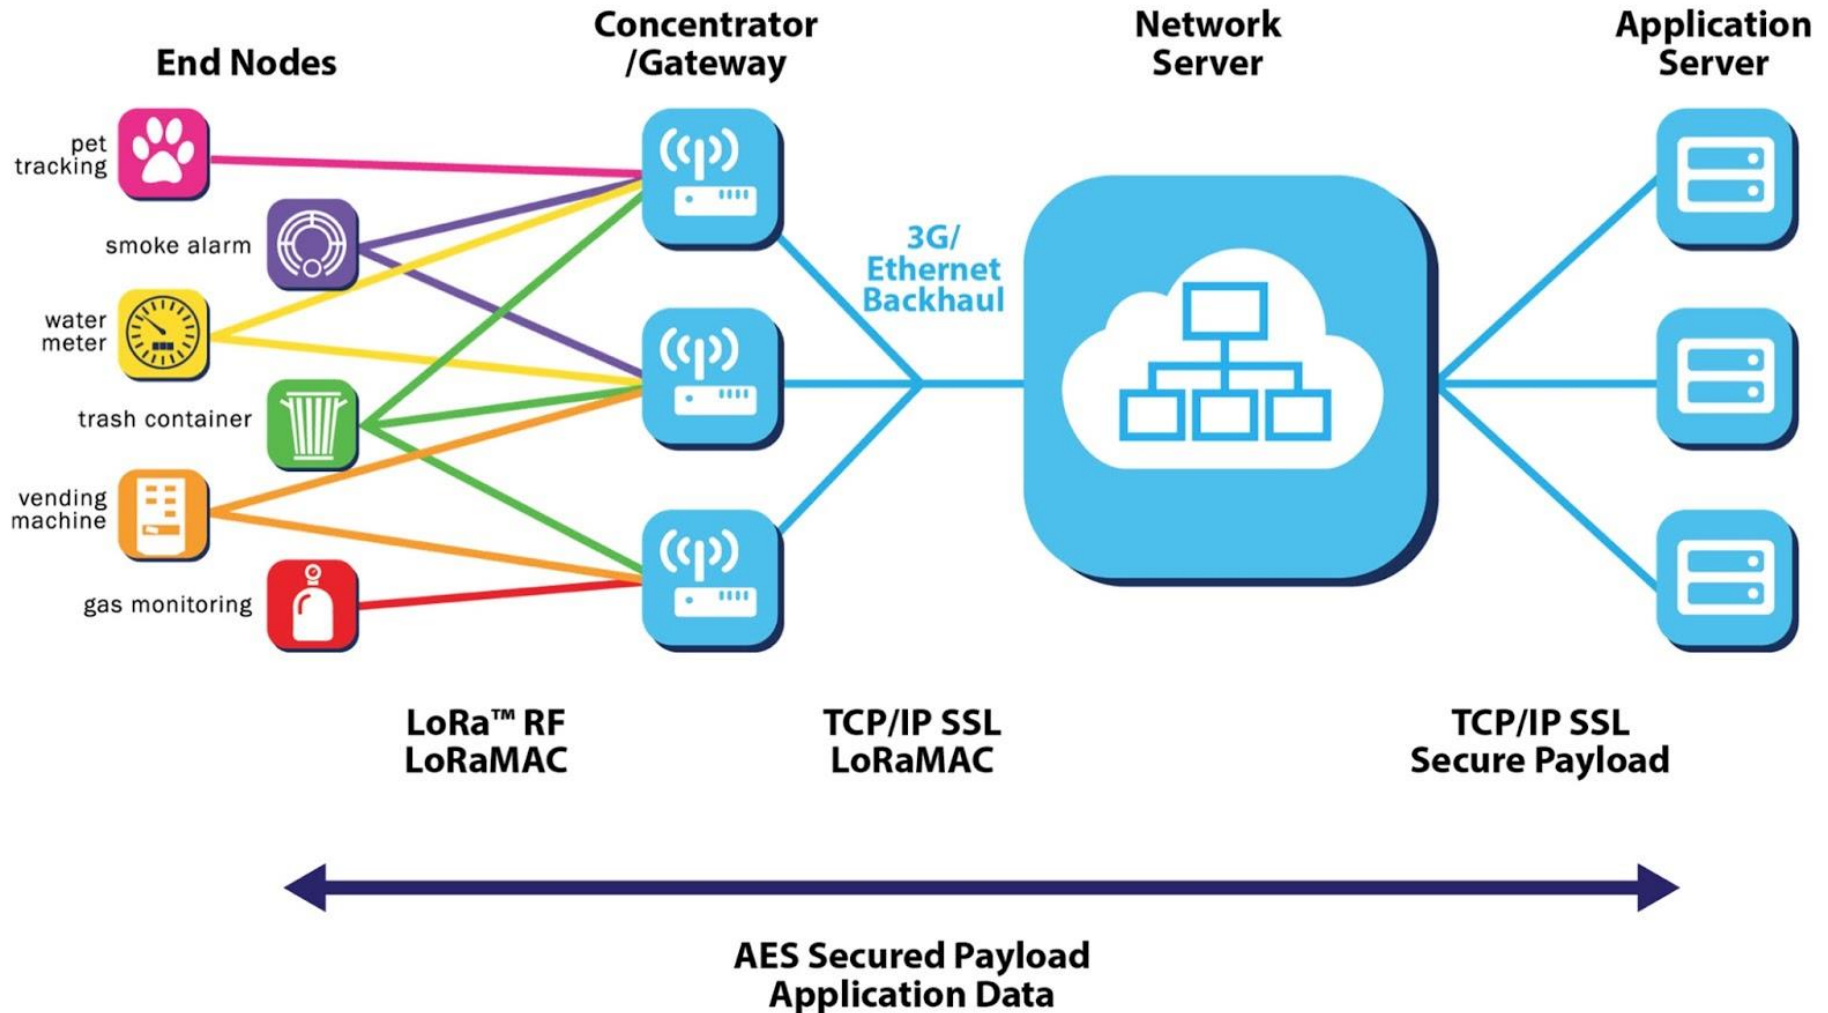 End Nodes
Concentrator
/Gateway
Network
Server
Application
Server
pet
tracking
smoke alarm
water
meter
trash container
vending
machine
gas monitoring
3G/
Ethernet
Backhaul
LoRa™ RF
LoRaMAC
TCP/IP SSL
LoRaMAC
TCP/IP SSL
Secure Payload
AES Secured Payload
Application Data